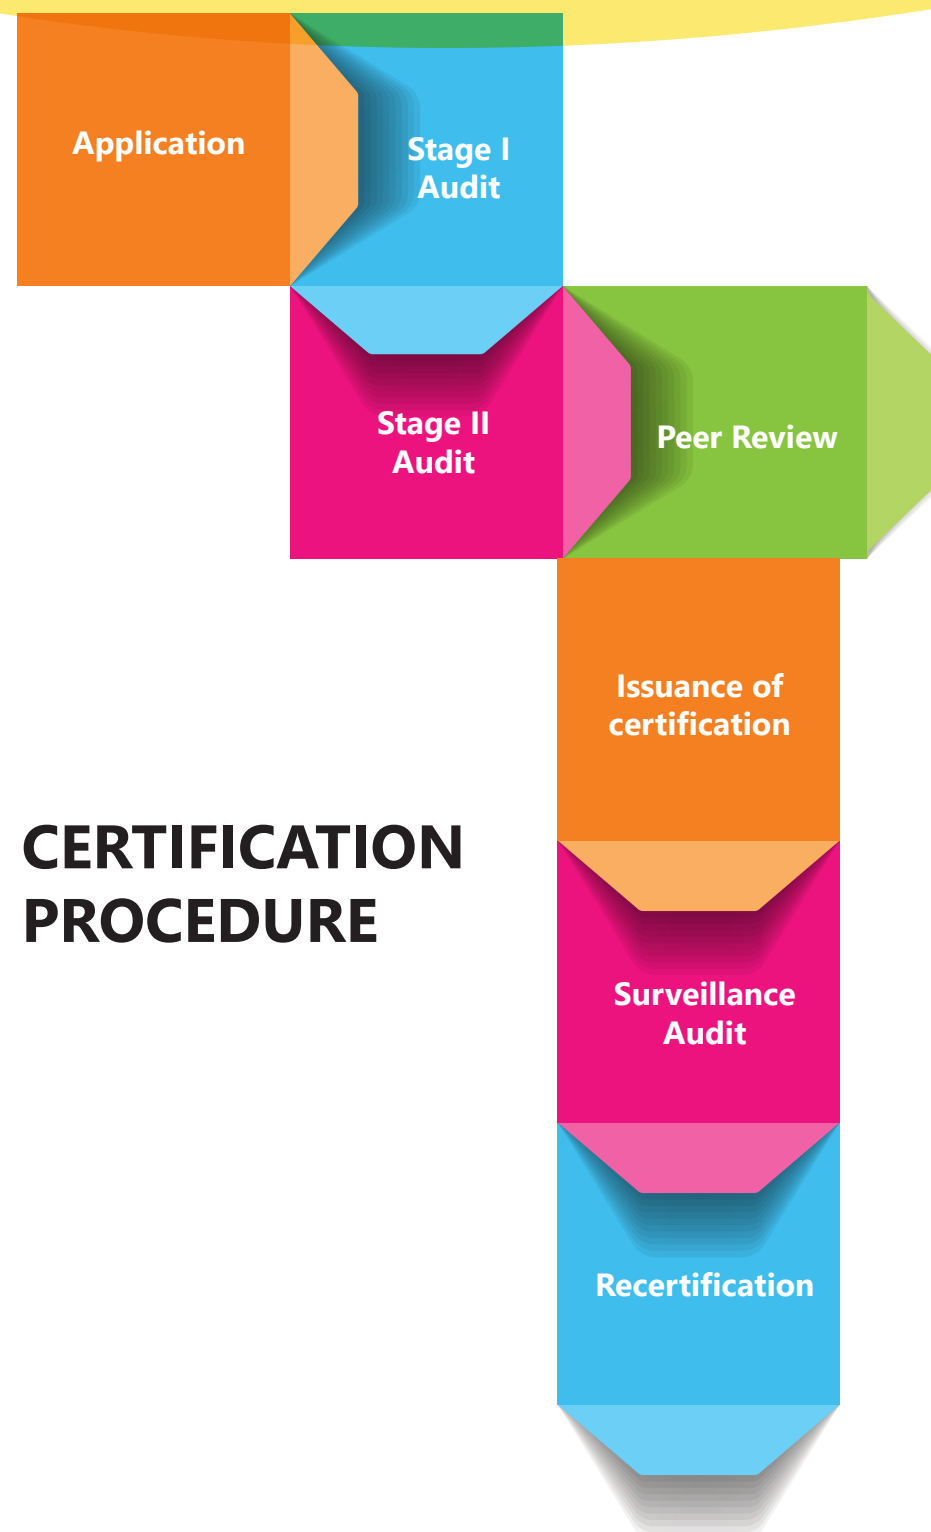 Application
Stage I
Audit
Stage II
Audit
Peer Review
Issuance of
certification
CERTIFICATION
PROCEDURE
Surveillance
Audit
Recertification